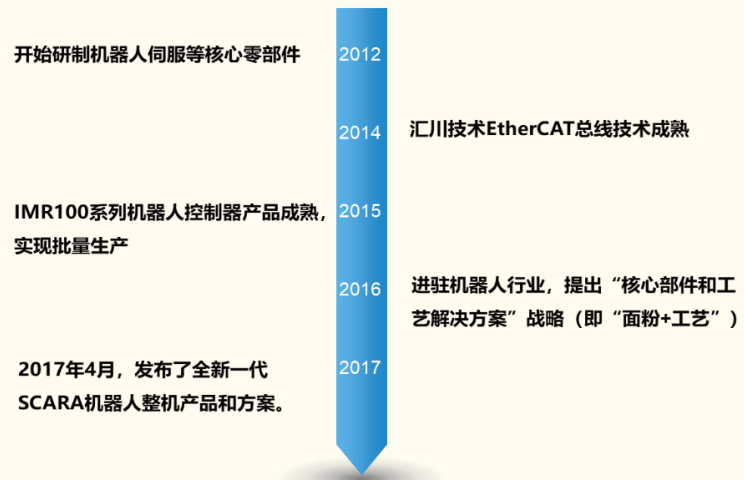 开始研制机器人伺服等核心零部件
2012
2014
汇川技术EtherCAT总线技术成熟
IMR100系列机器人控制器产品成熟，
实现批量生产
2015
2016
进驻机器人行业，提出“核心部件和工
艺解决方案”战略（即“面粉+工艺”）
2017年4月，发布了全新一代
SCARA机器人整机产品和方案。
2017